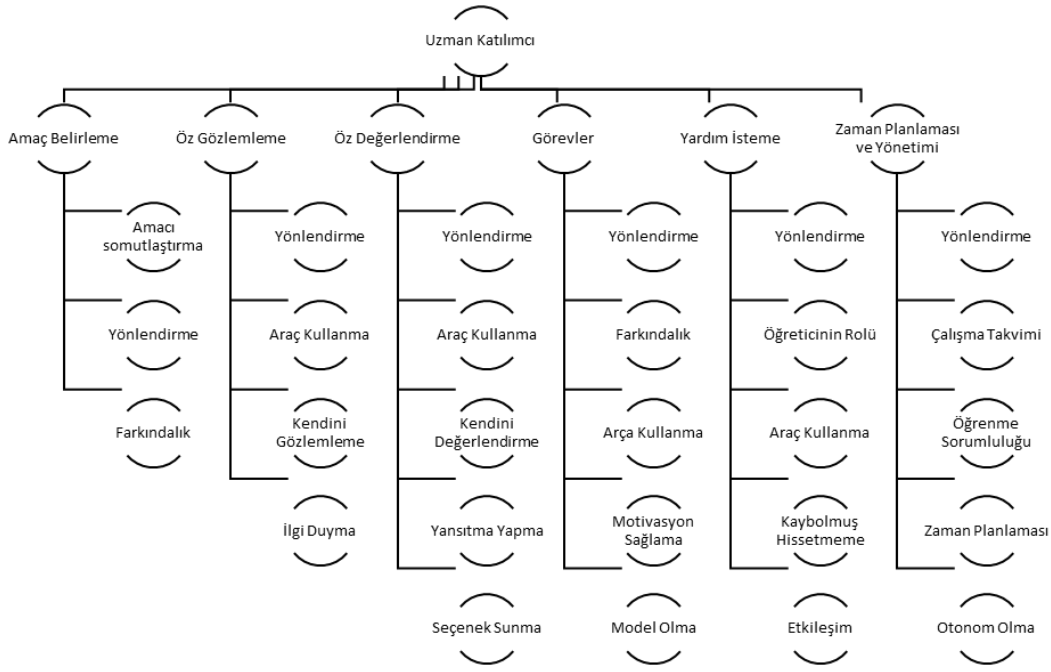 Uzman Katılımcı
Amaç Belirleme
Öz Gözlemleme
Öz Değerlendirme
Görevler
Yardım İsteme
Zaman Planlaması
ve Yönetimi
Amacı
somutlaştırma
Yönlendirme
Farkındalık
Yönlendirme
Araç Kullanma
Kendini
Gözlemleme
İlgi Duyma
Yönlendirme
Araç Kullanma
Kendini
Değerlendirme
Yansıtma Yapma
Seçenek Sunma
Yönlendirme
Farkındalık
Arça Kullanma
Motivasyon
Sağlama
Model Olma
Yönlendirme
Öğreticinin Rolü
Araç Kullanma
Kaybolmuş
Hissetmeme
Etkileşim
Yönlendirme
Çalışma Takvimi
Öğrenme
Sorumluluğu
Zaman Planlaması
Otonom Olma